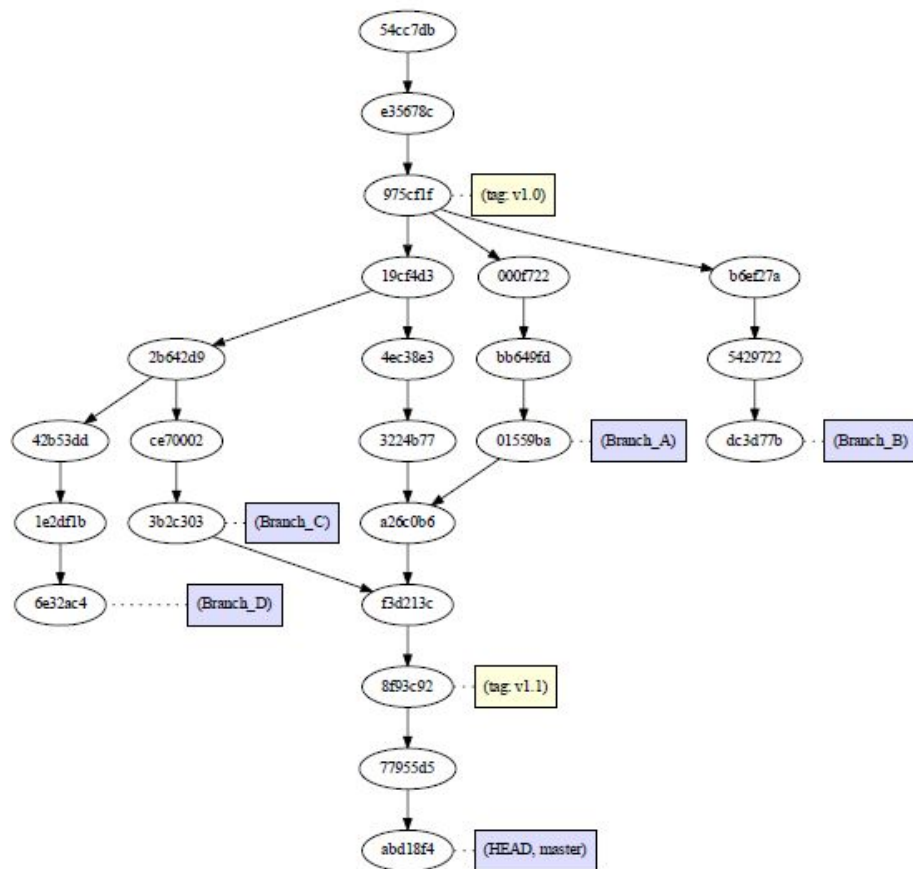 54cc7db
e35678c
975cf1f (tag: v1.0)
19cf4d3 000f722 b6ef27a
2b642d9 4ec38e3 bb649fd 5429722
42b53dd ce70002 3224b77 01559ba (Branch_A) dc3d77b (Branch_B)
1e2df1b 3b2c303 (Branch_C) a26c0b6
6e32ac4 (Branch_D) f3d213c
8f93c92 (tag: v1.1)
77955d5
abd18f4 (HEAD, master)